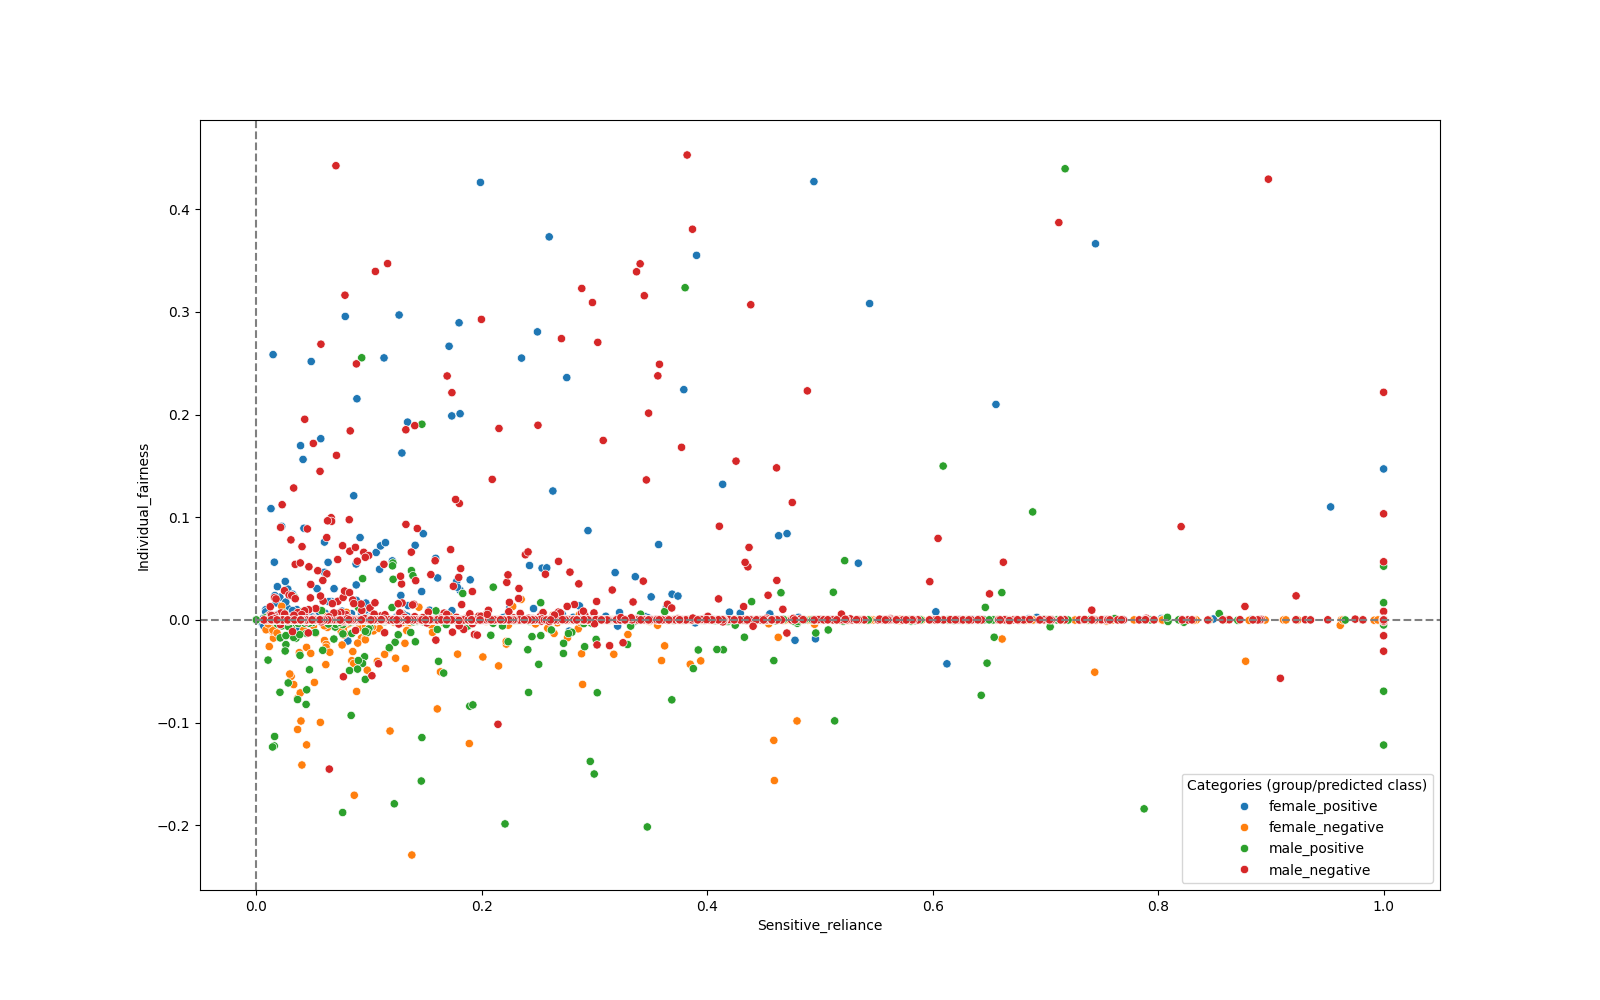 0.4
0.3
0.2
0.1
0.0
−0.1
−0.2
Individual_fairness
0.0
0.2
0.4
0.6
0.8
1.0
Sensitive_reliance
Categories (group/predicted class)
female_positive
female_negative
male_positive
male_negative